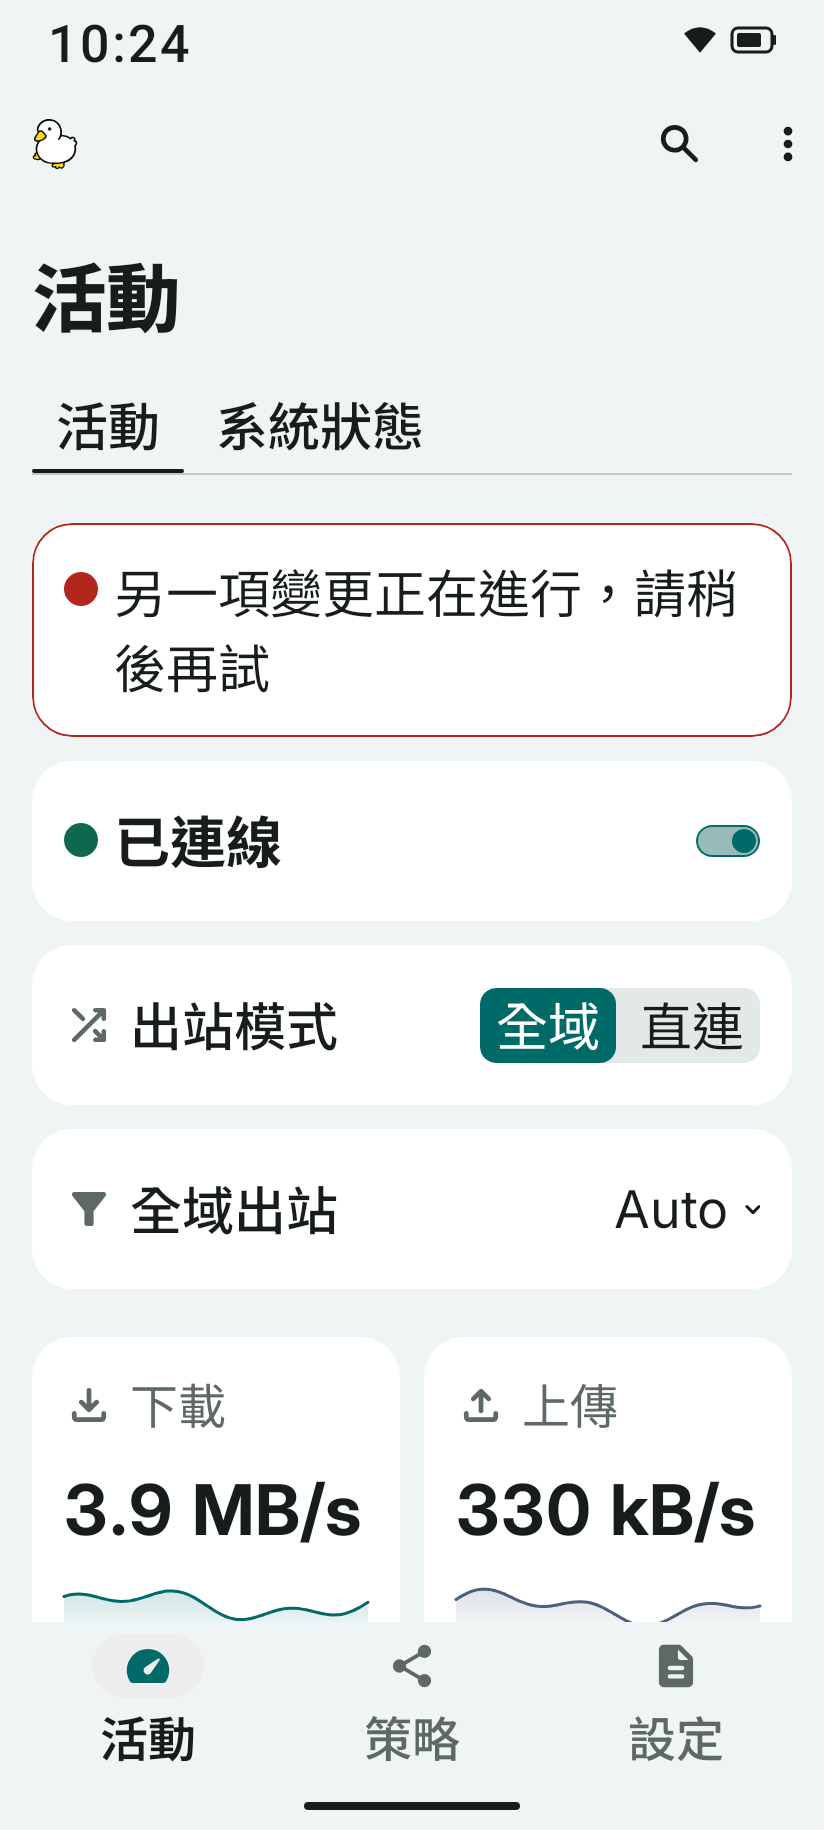 10:24
活動
活動 系統狀態
另一項變更正在進行，請稍
後再試
已連線
出站模式 全域 直連
全域出站 Auto
下載 上傳
3.9 MB/s 330 kB/s
活動 策略 設定